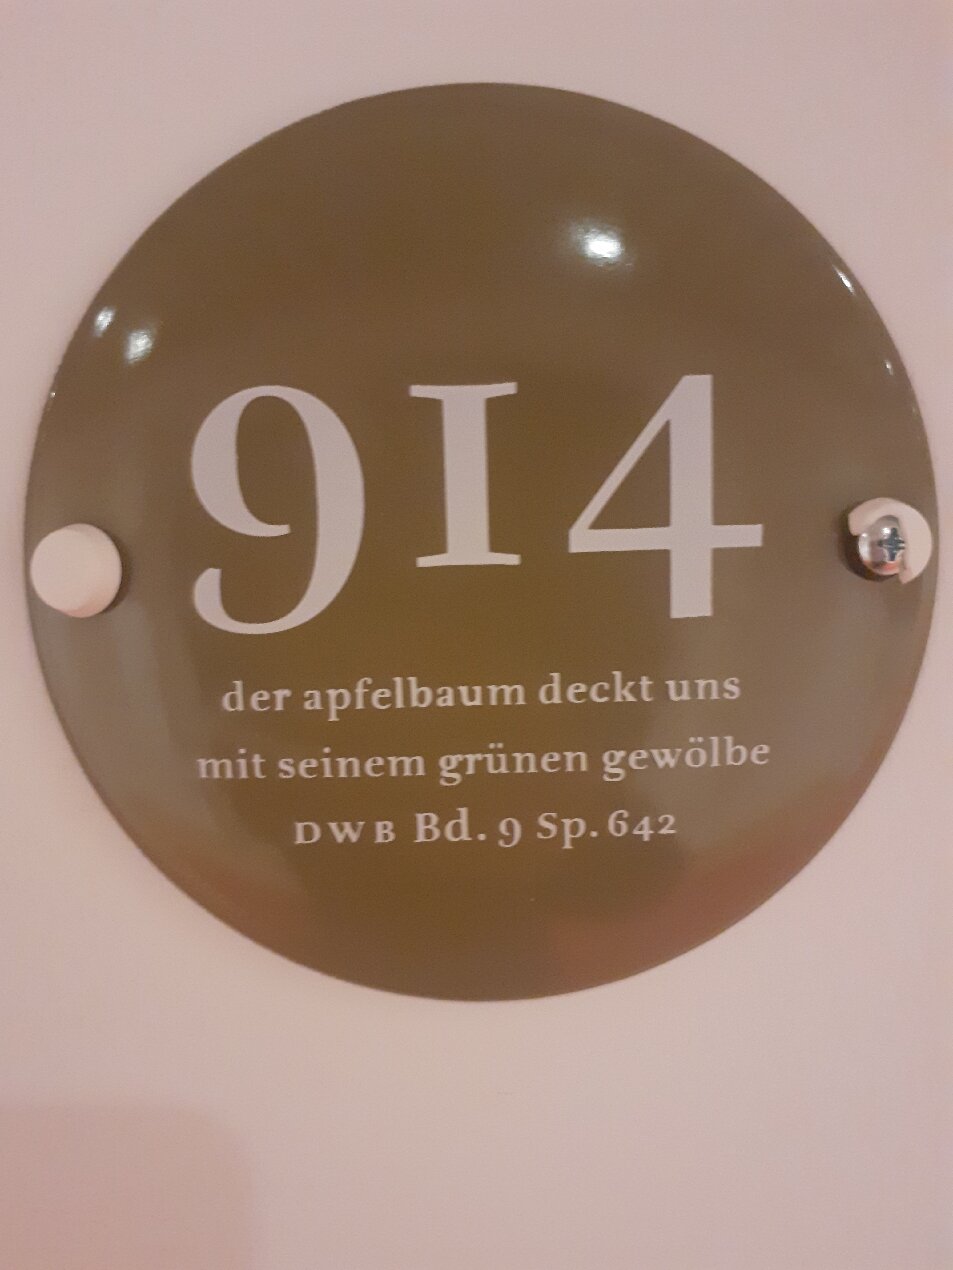 914
der apfelbaum deckt uns
mit seinem grünen gewölbe
DWB Bd. 9 Sp. 642